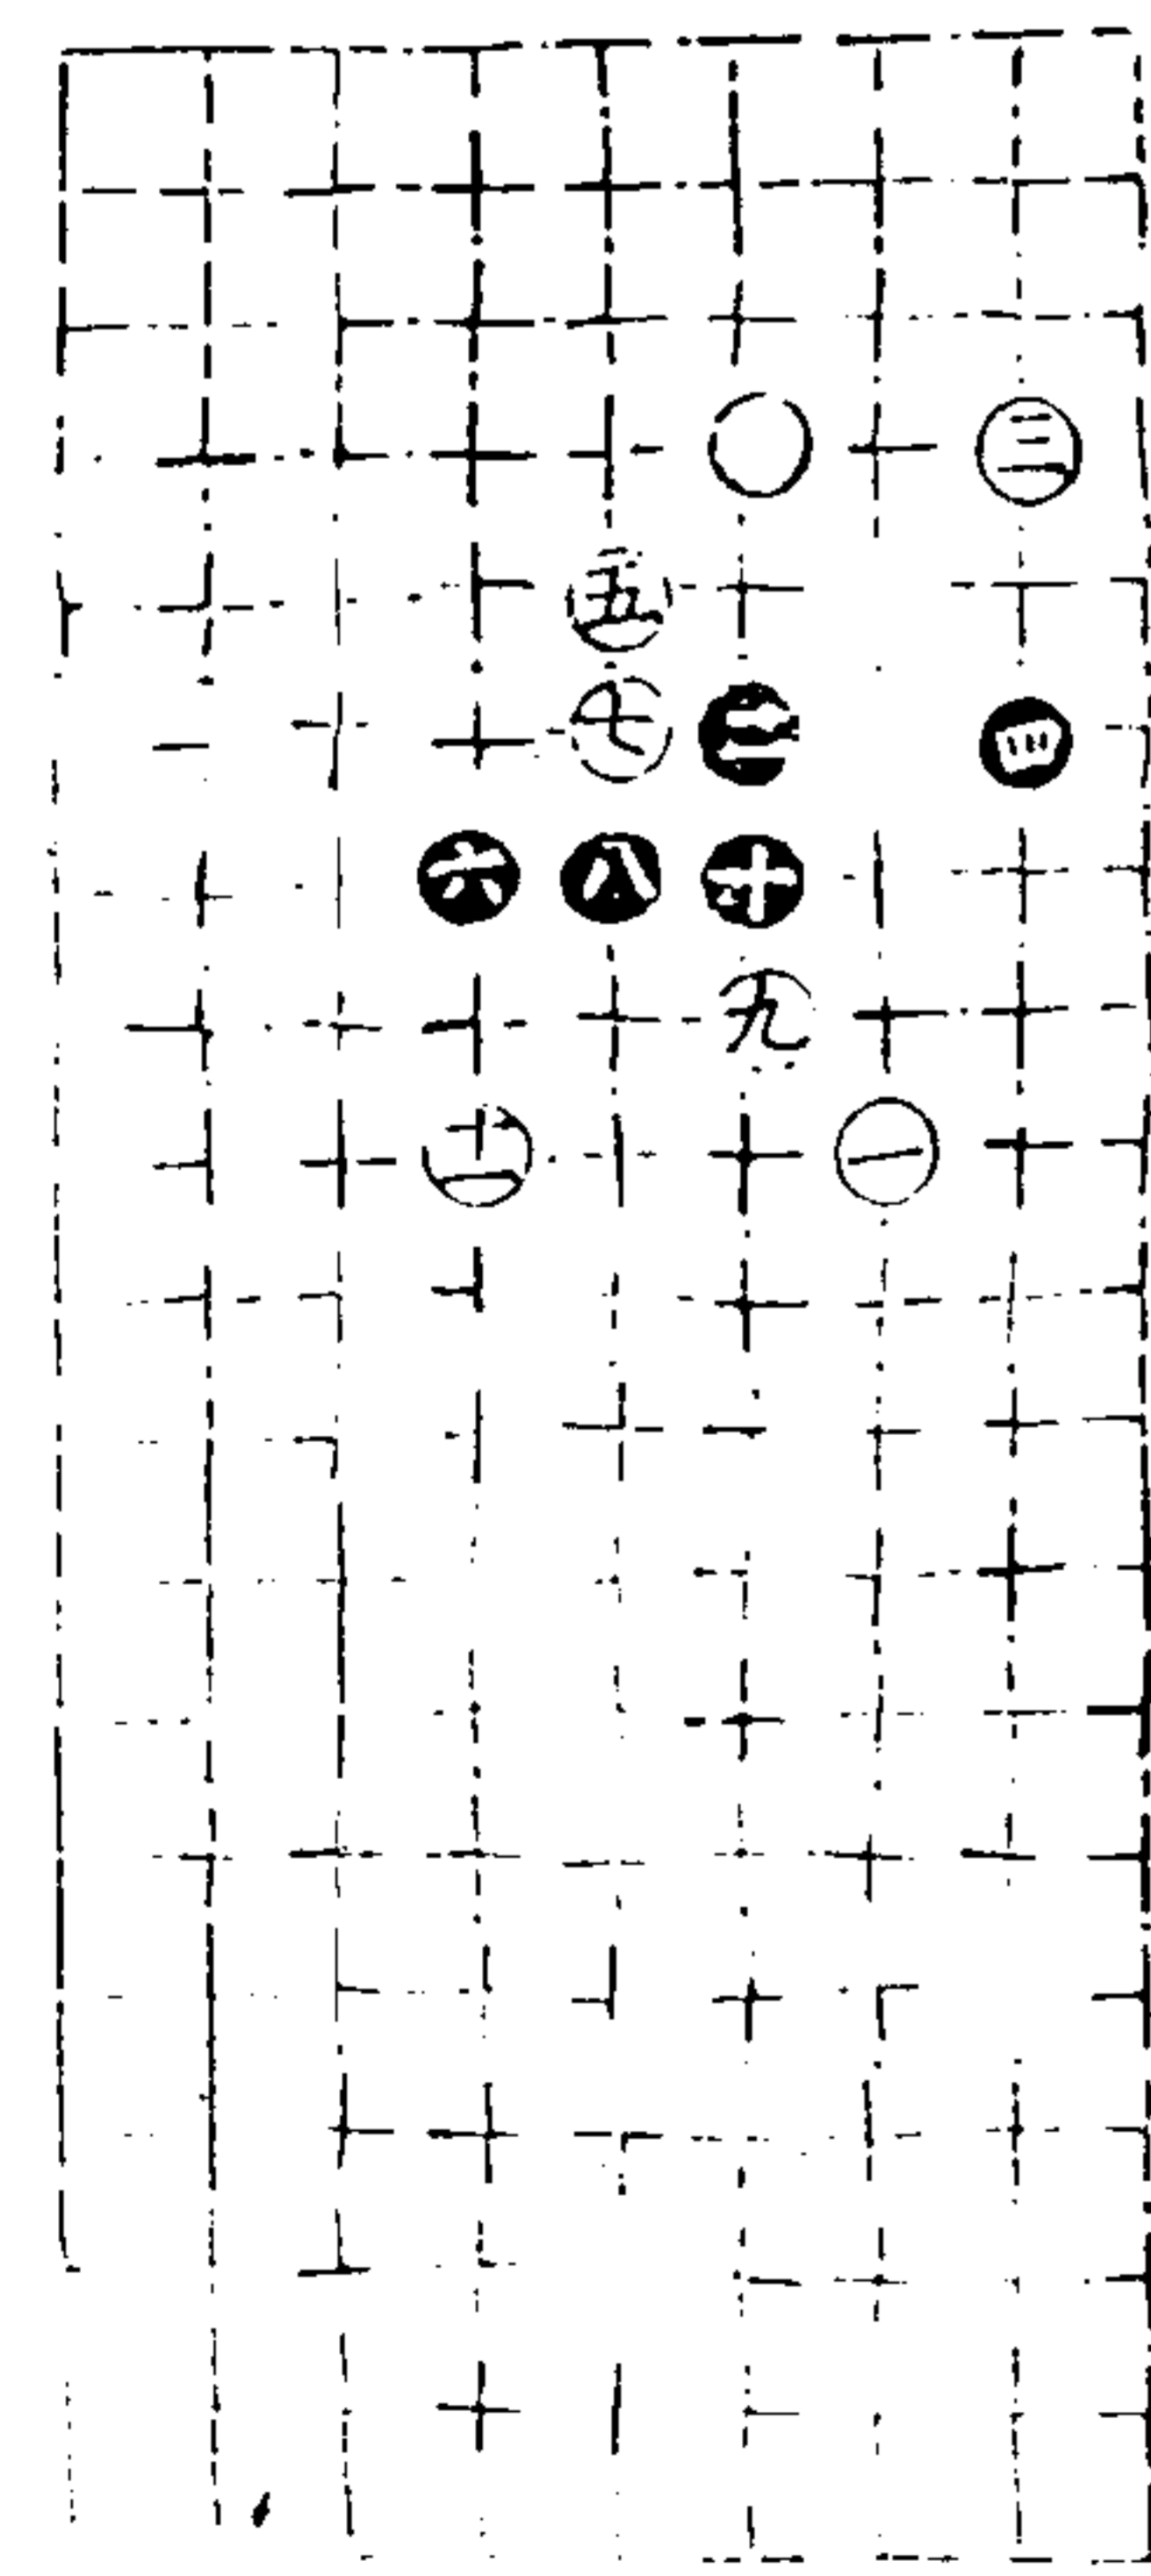 三
五
七 二 四
六 八 十
九
十一 一